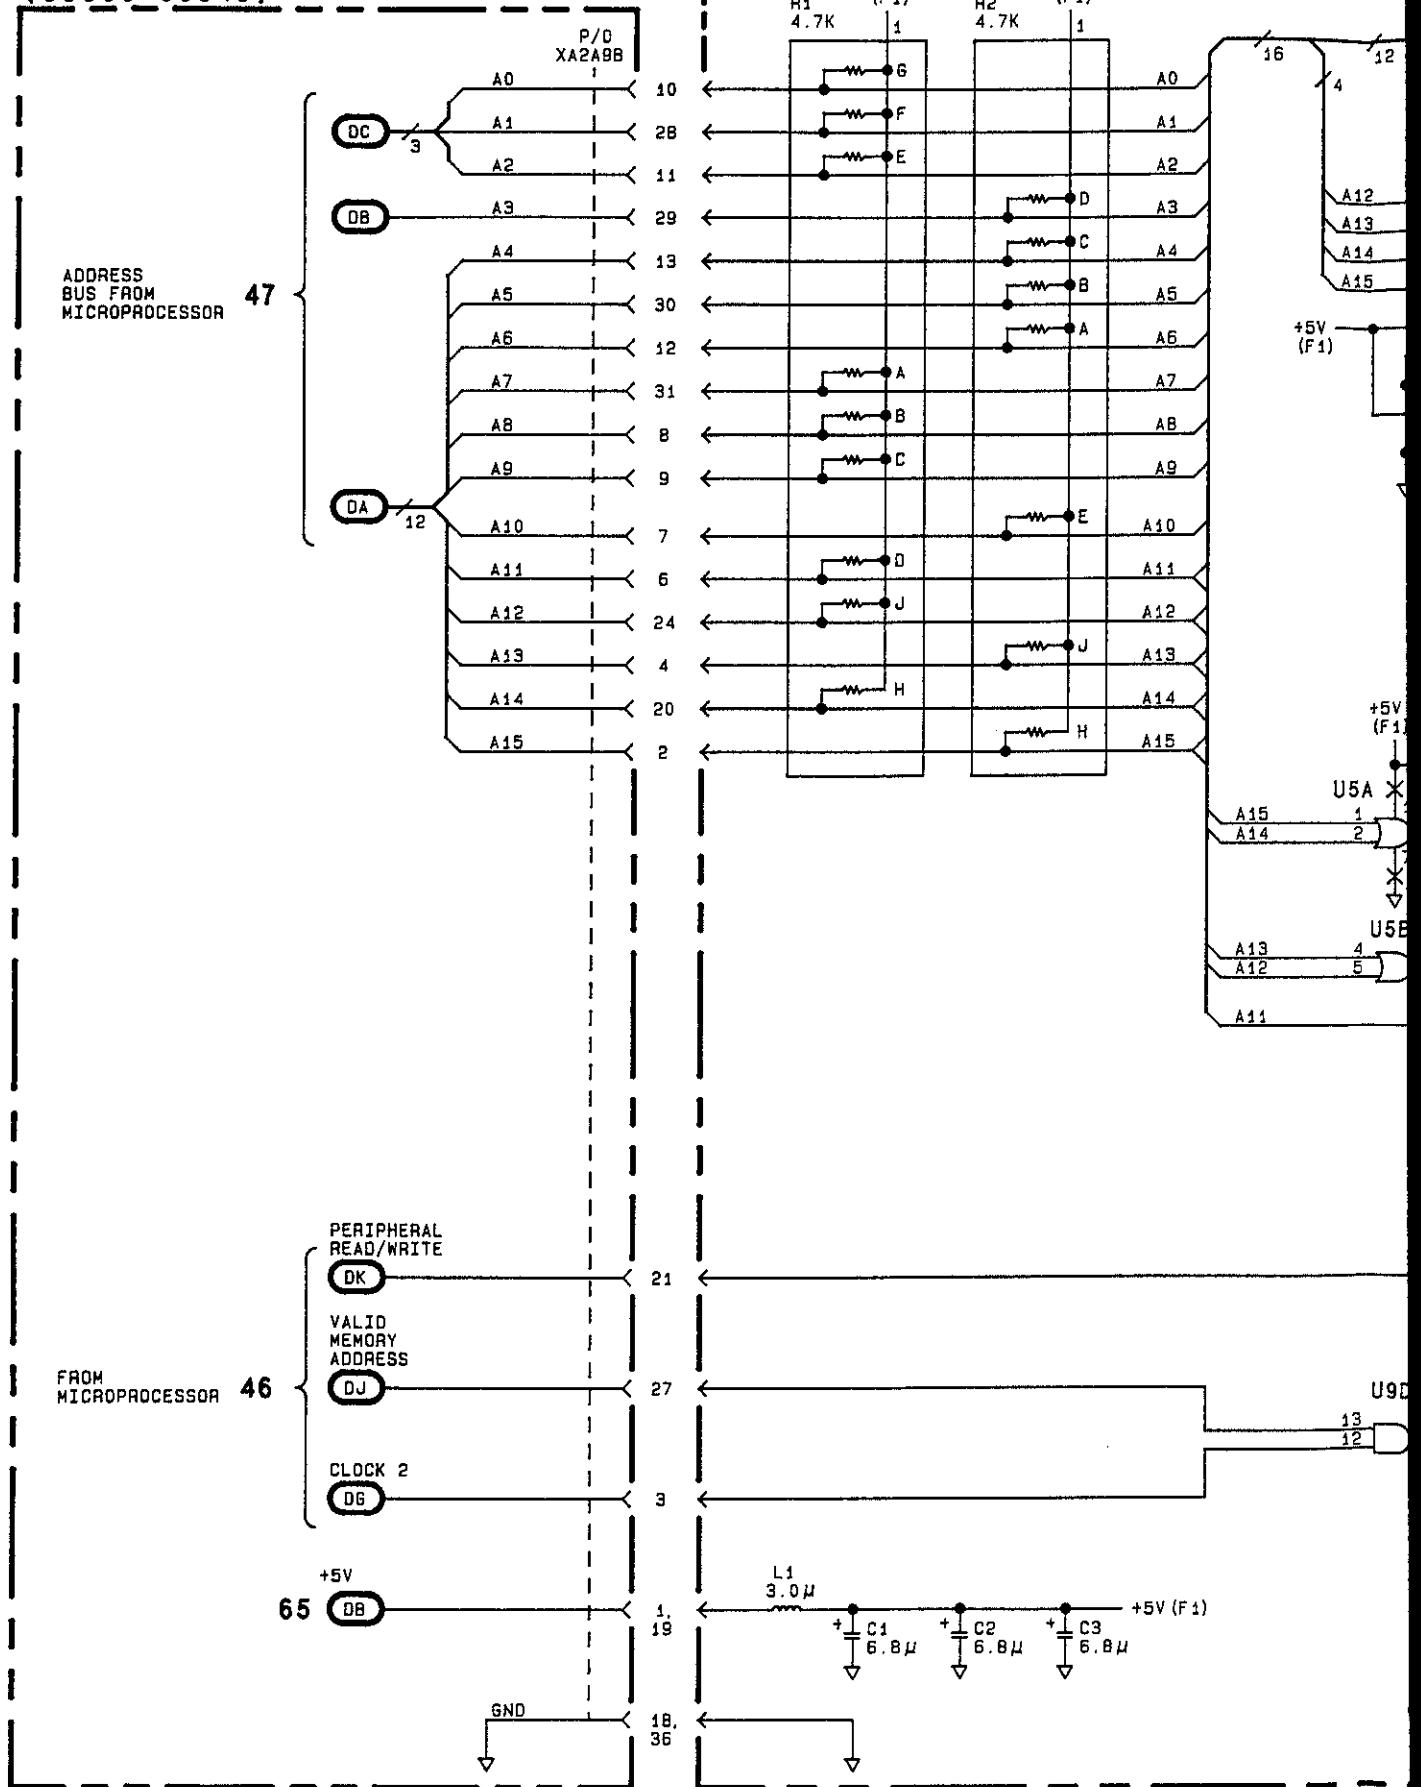 P/O
XA2A9B
R1
4.7K
1
R2
4.7K
1
16
12
4
A0
10
G
A0
DC
3
A1
28
F
A1
A2
11
E
A2
DB
A3
29
D
A3
A12
A13
A14
A15
A4
13
C
A4
ADDRESS
BUS FROM
MICROPROCESSOR
47
A5
30
B
A5
+5V
(F1)
A6
12
A
A6
A7
31
A
A7
A8
8
B
A8
A9
9
C
A9
DA
12
A10
7
E
A10
A11
6
D
A11
A12
24
J
A12
A13
4
J
A13
A14
20
H
A14
+5V
(F1)
A15
2
H
A15
U5A
A15
1
A14
2
U5B
A13
4
A12
5
A11
PERIPHERAL
READ/WRITE
DK
21
VALID
MEMORY
ADDRESS
FROM
MICROPROCESSOR
46
DJ
27
U9D
13
12
CLOCK 2
DG
3
+5V
65
DB
1,
19
L1
3.0µ
+5V (F1)
+
C1
6.8µ
+
C2
6.8µ
+
C3
6.8µ
GND
18,
36